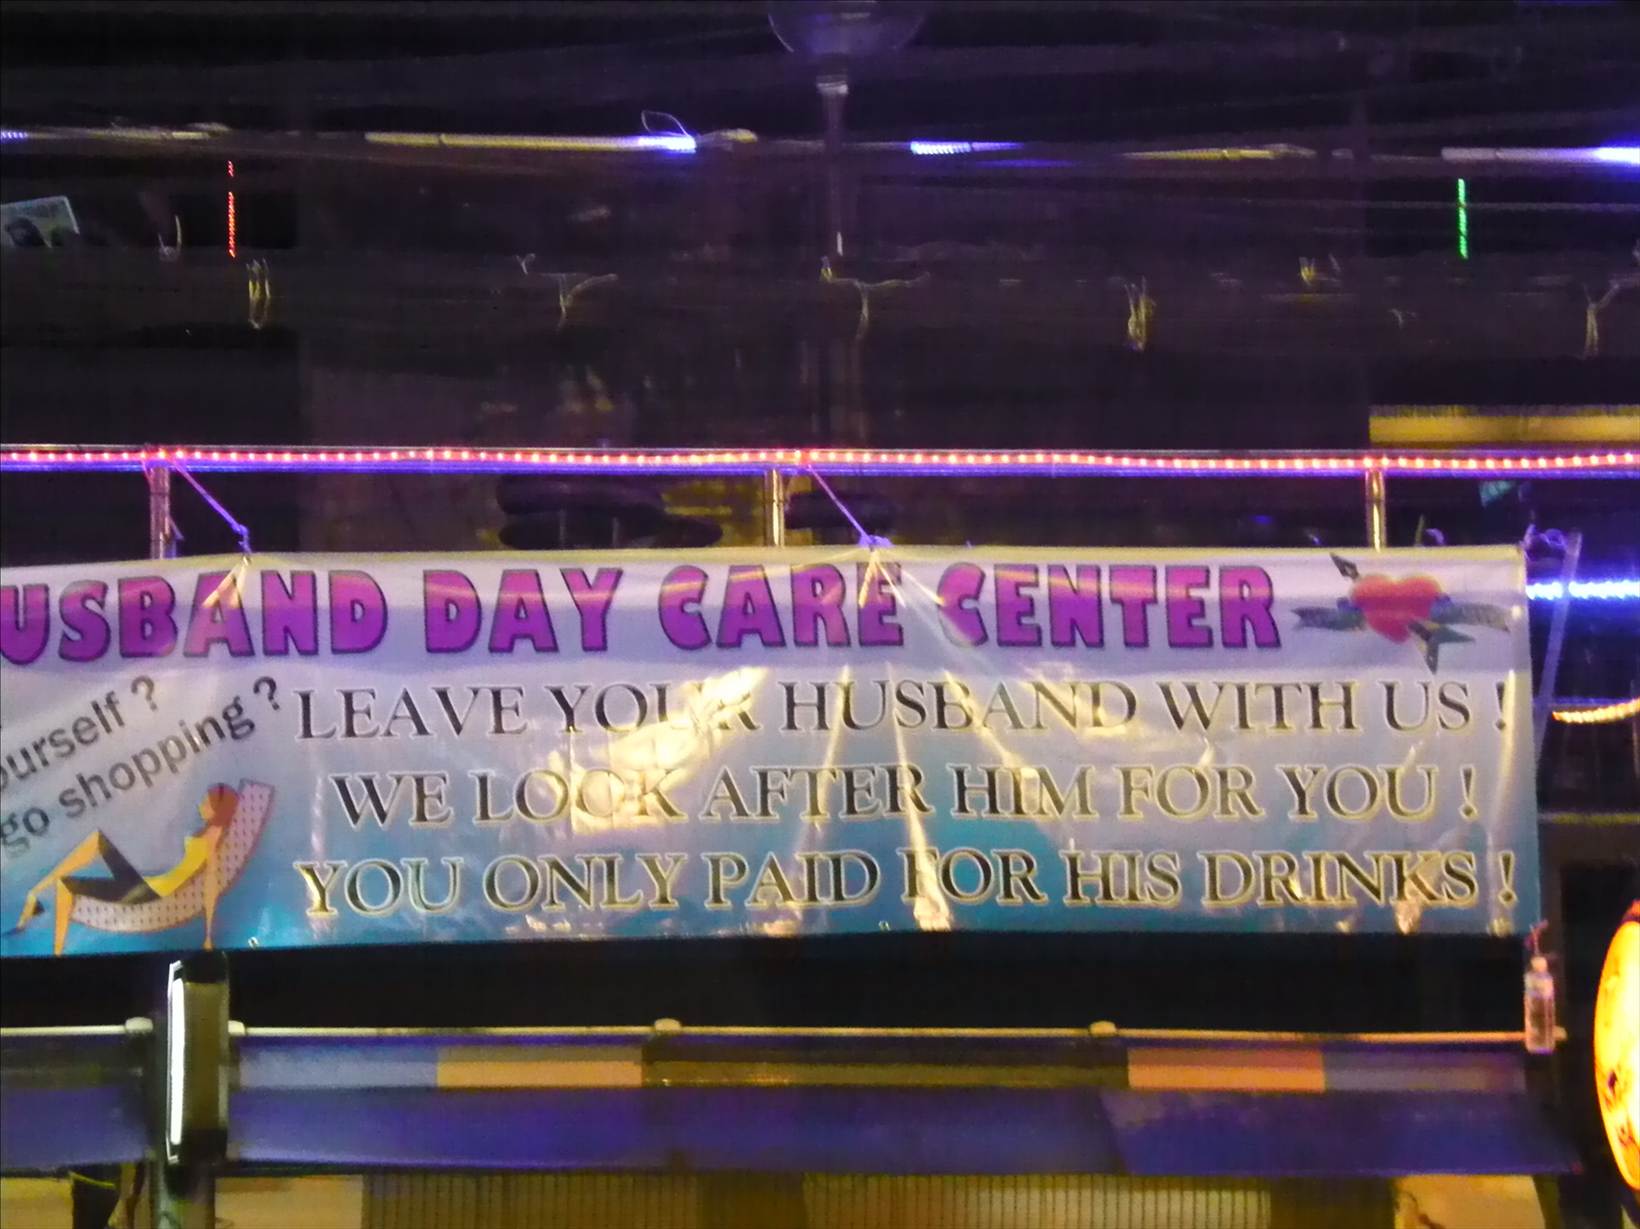 USBAND DAY CARE CENTER
ourself ?
go shopping ?
LEAVE YOUR HUSBAND WITH US !
WE LOOK AFTER HIM FOR YOU !
YOU ONLY PAID FOR HIS DRINKS !